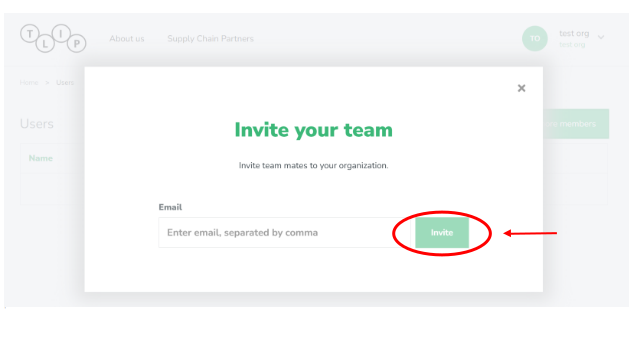 T L I P
About us Supply Chain Partners
TO test org
test org
Home > Users
Users
members
Name
×
Invite your team
Invite team mates to your organization.
Email
Enter email, separated by comma Invite